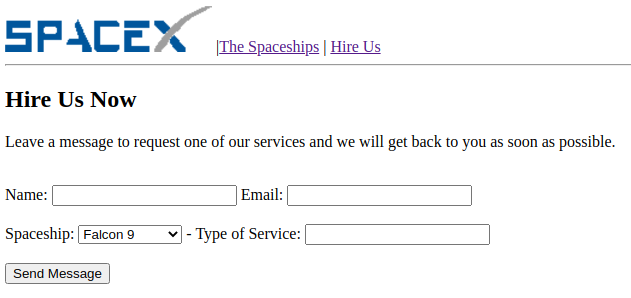 SPACEX |The Spaceships | Hire Us
Hire Us Now
Leave a message to request one of our services and we will get back to you as soon as possible.
Name: Email:
Spaceship: Falcon 9 - Type of Service:
Send Message